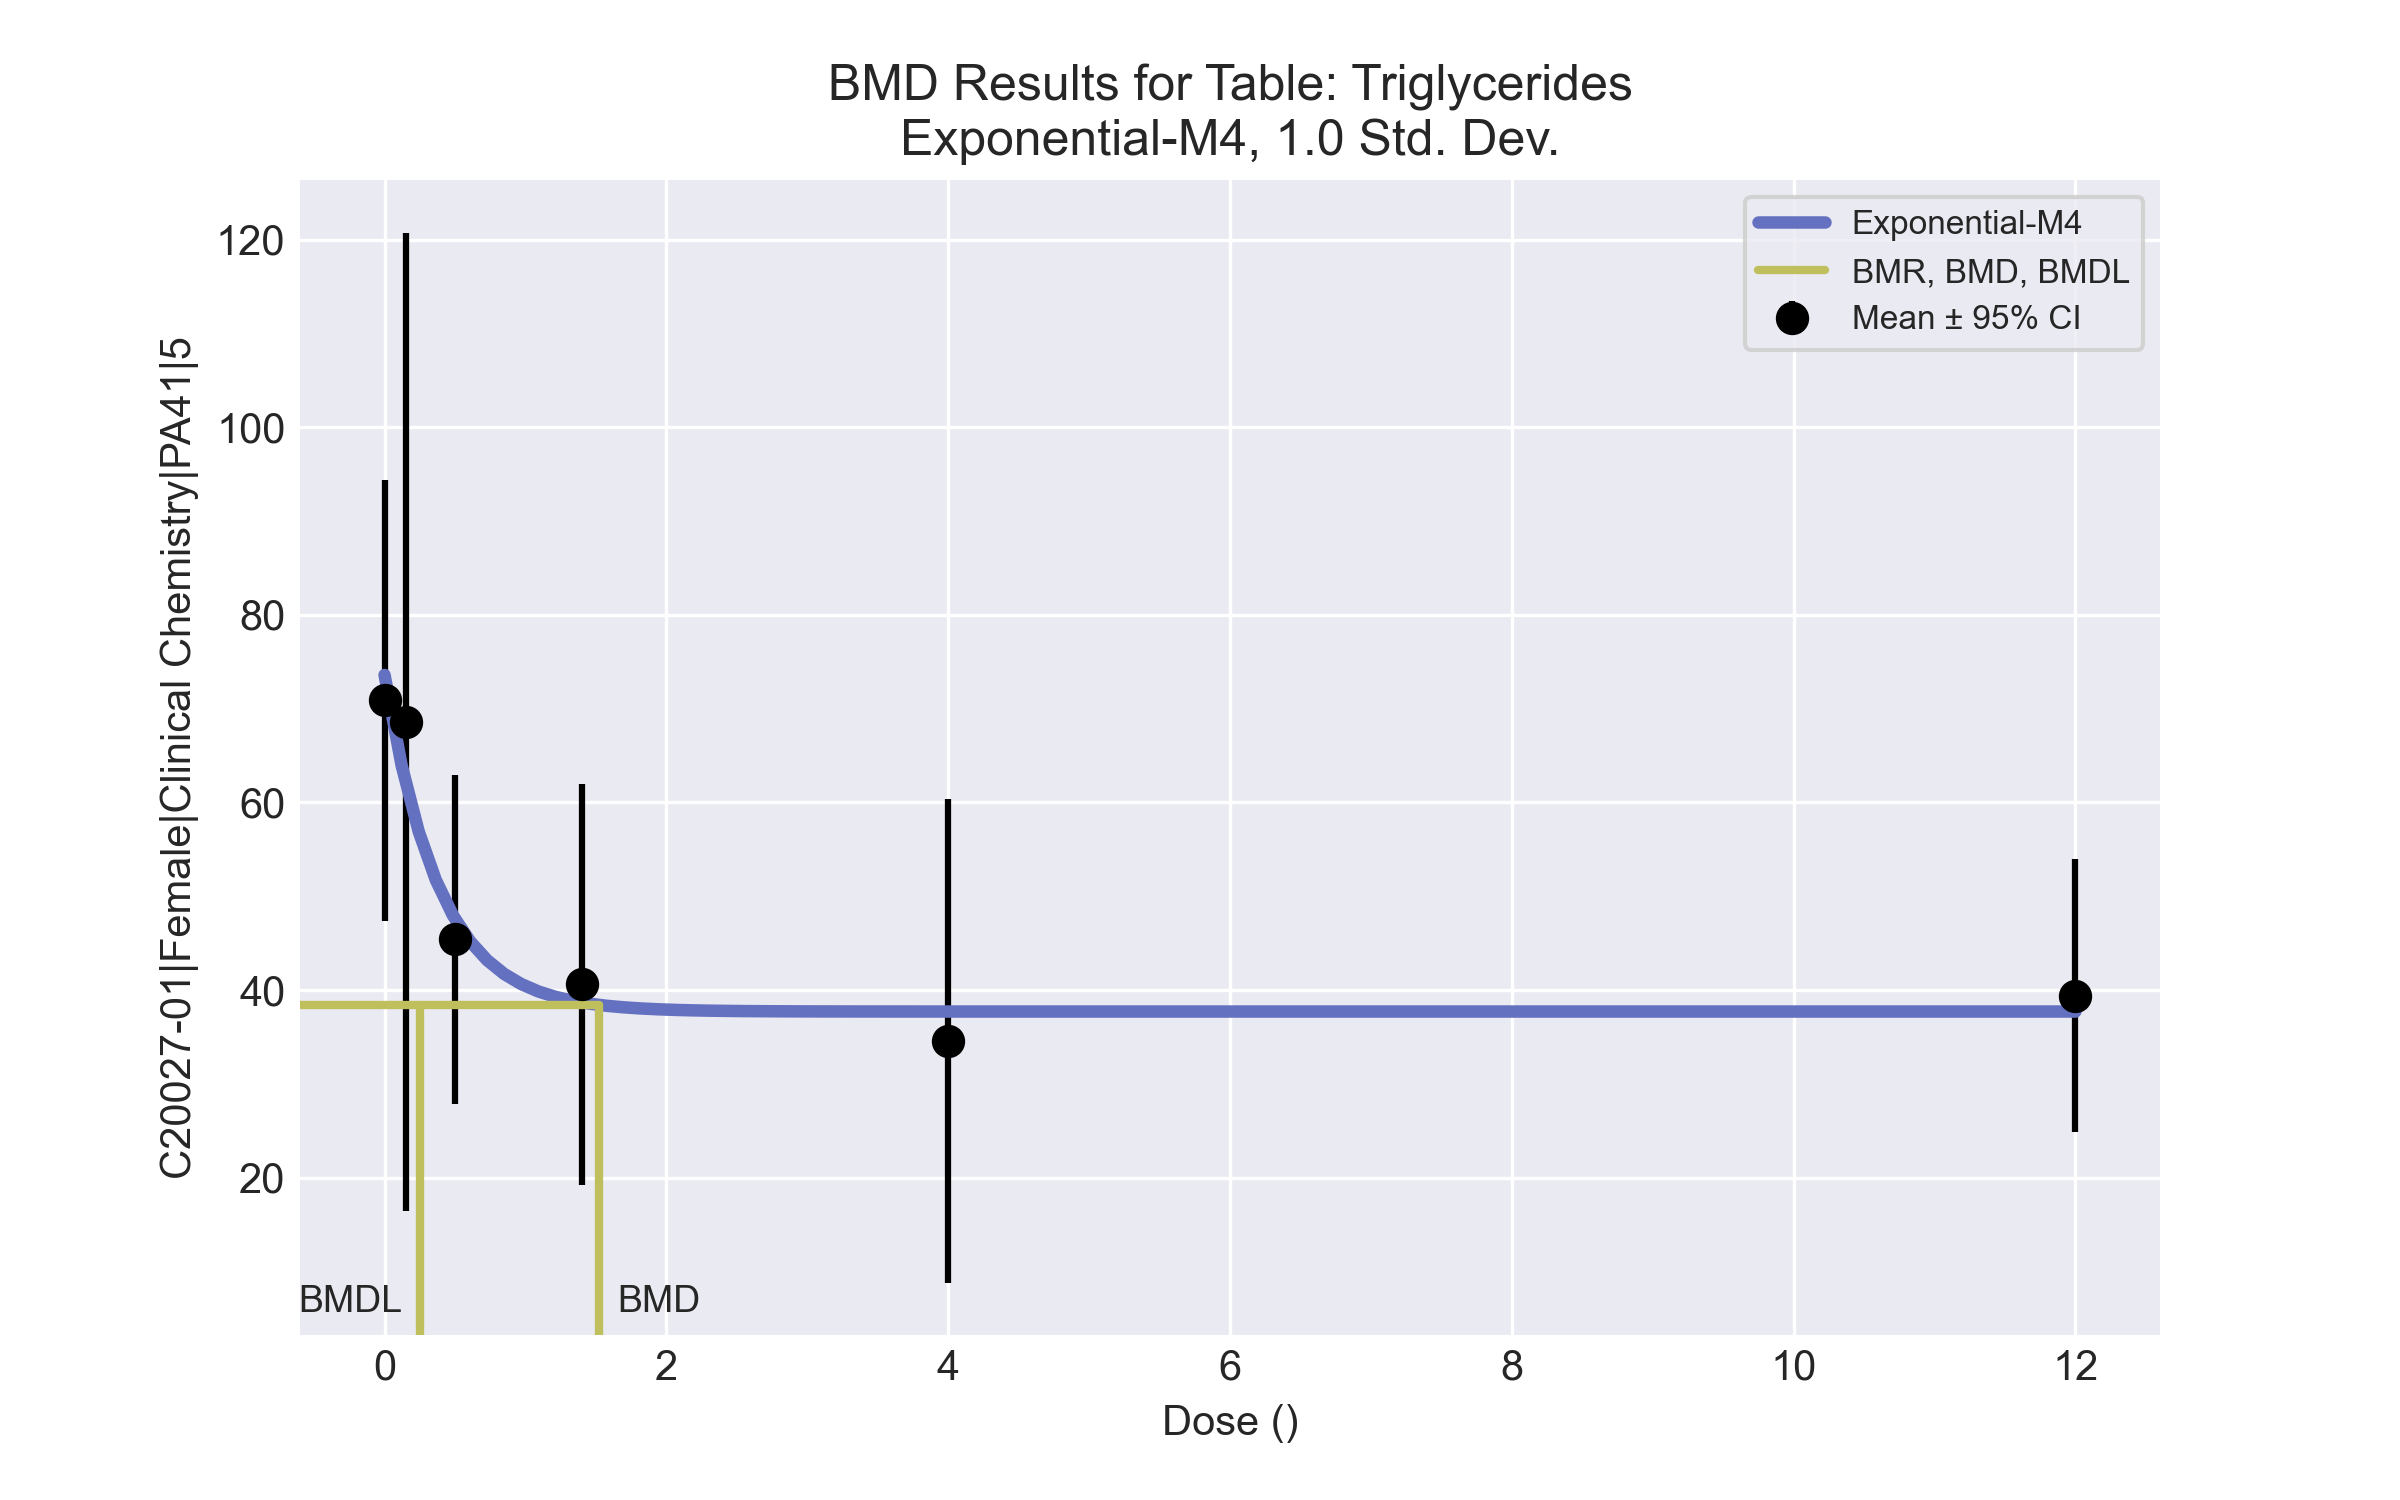 BMD Results for Table: Triglycerides
Exponential-M4, 1.0 Std. Dev.
Exponential-M4
BMR, BMD, BMDL
Mean ± 95% CI
C20027-01|Female|Clinical Chemistry|PA41|5
120
100
80
60
40
20
BMDL
BMD
0
2
4
6
8
10
12
Dose ()